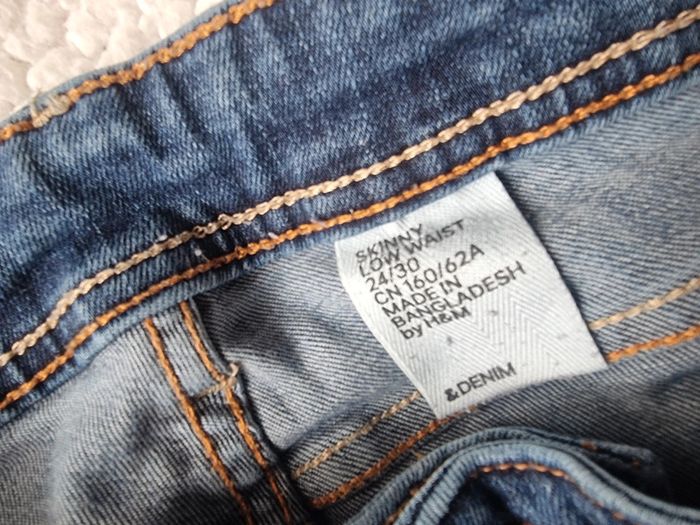 SKINNY
LOW WAIST
24/30
CN 160/62A
MADE IN
BANGLADESH
by H&M
&DENIM